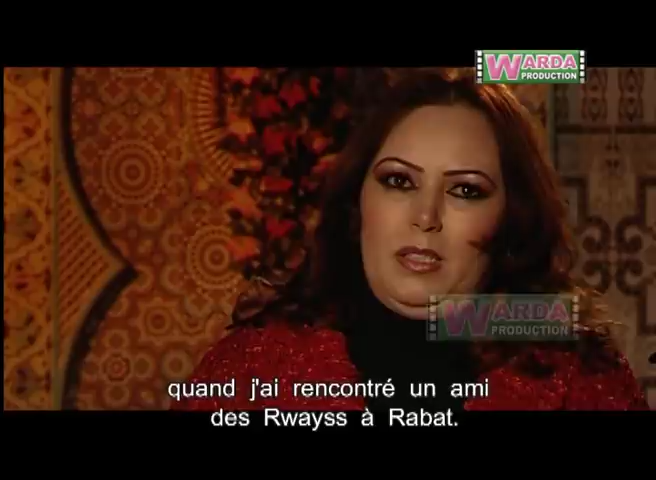 WARDA
PRODUCTION
WARDA
PRODUCTION
quand j'ai rencontré un ami
des Rwayss à Rabat.